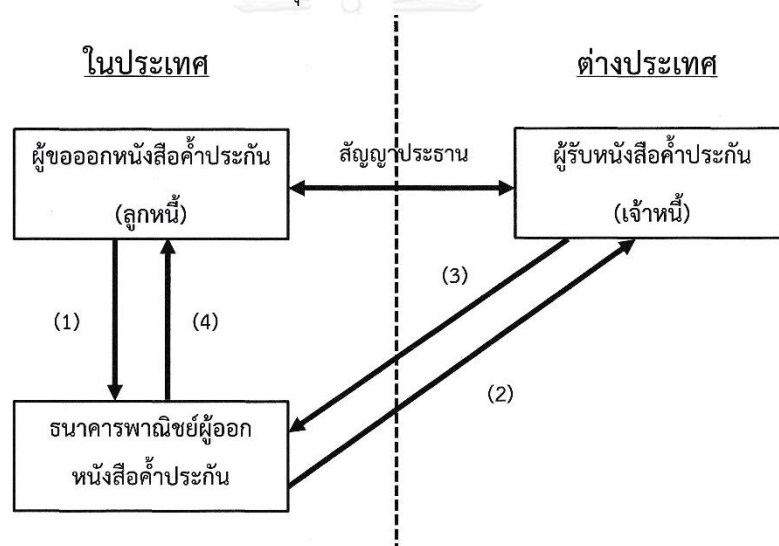 ในประเทศ
ต่างประเทศ
ผู้ขอออกหนังสือค้ำประกัน
(ลูกหนี้)
สัญญาประธาน
ผู้รับหนังสือค้ำประกัน
(เจ้าหนี้)
(1)
(4)
(3)
(2)
ธนาคารพาณิชย์ผู้ออก
หนังสือค้ำประกัน